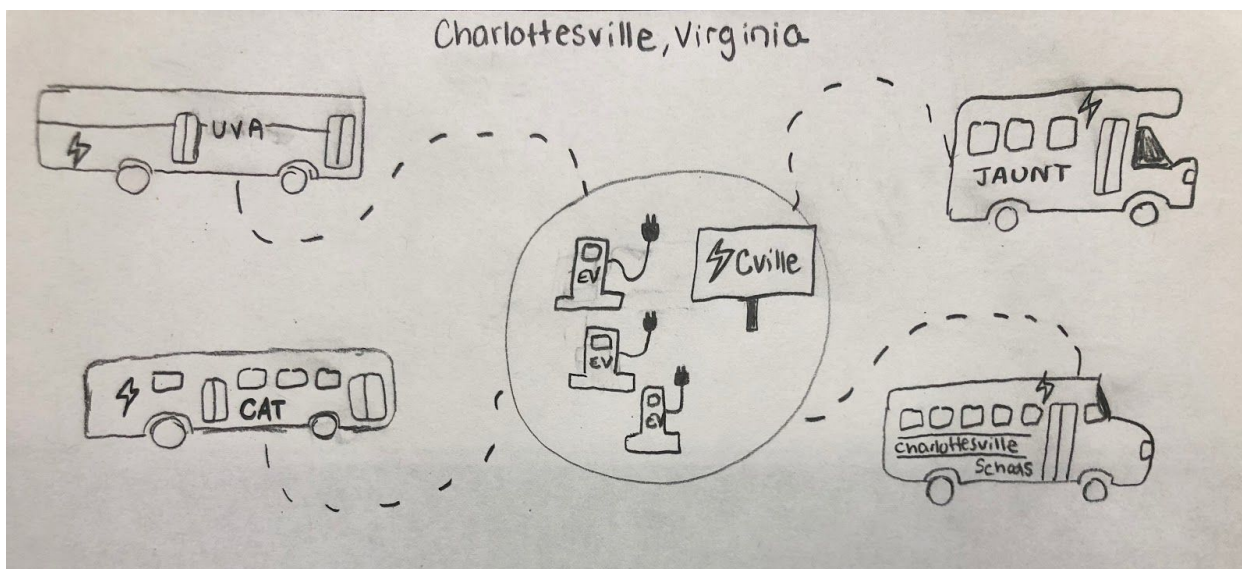 Charlottesville, Virginia
UVA
JAUNT
EV
Cville
EV
EV
CAT
Charlottesville
Schools